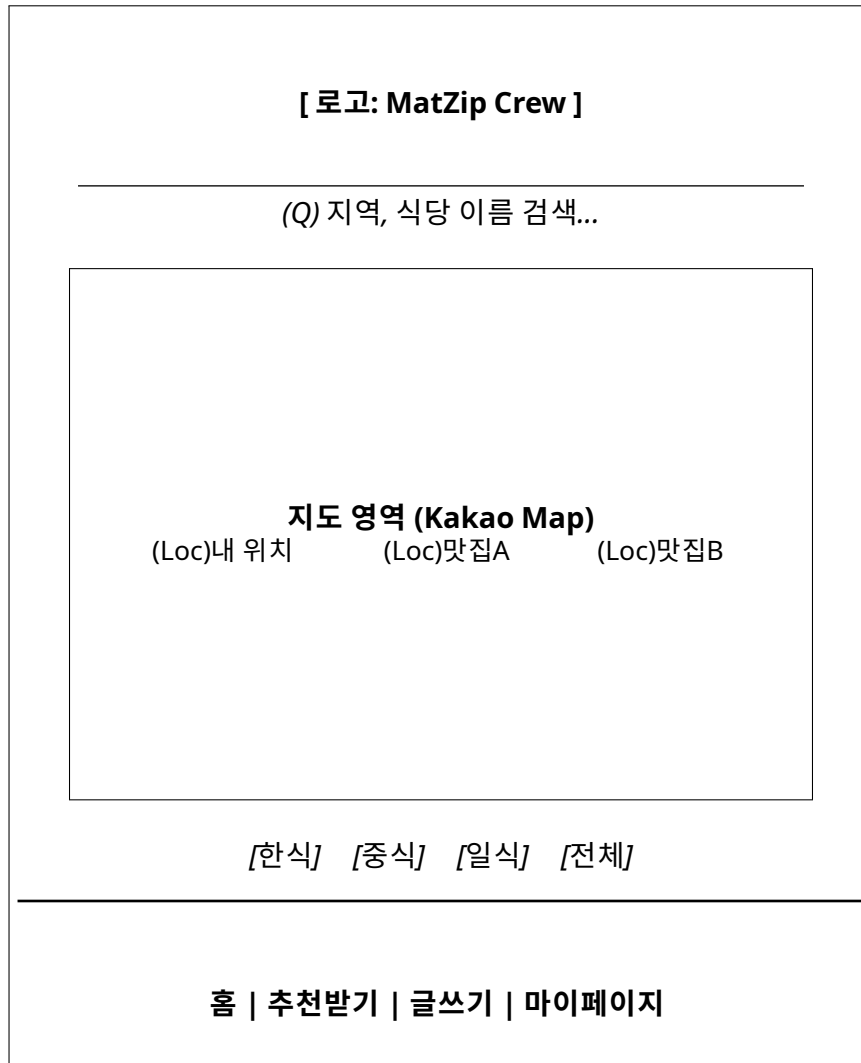 [ 로고: MatZip Crew ]
(Q) 지역, 식당 이름 검색...
지도 영역 (Kakao Map)
(Loc)내 위치 (Loc)맛집A (Loc)맛집B
[한식] [중식] [일식] [전체]
홈 | 추천받기 | 글쓰기 | 마이페이지